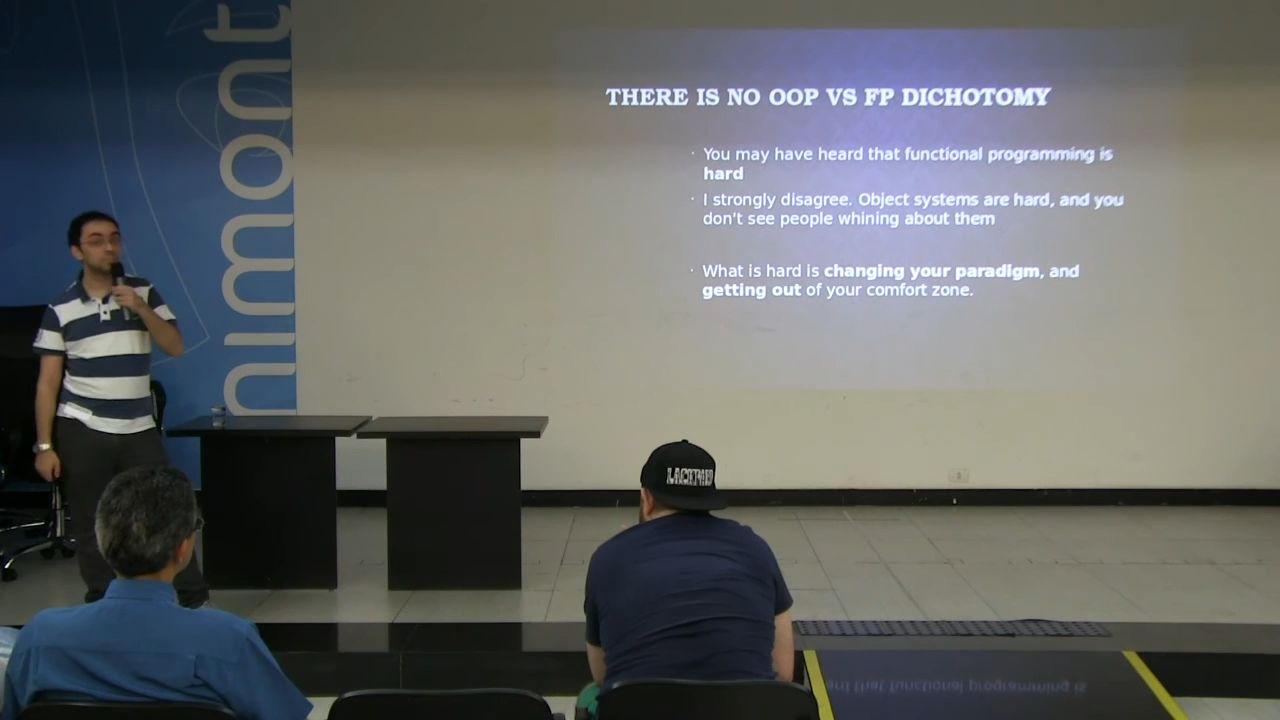 nimont
THERE IS NO OOP VS FP DICHOTOMY
· You may have heard that functional programming is
hard
· I strongly disagree. Object systems are hard, and you
don't see people whining about them
· What is hard is changing your paradigm, and
getting out of your comfort zone.